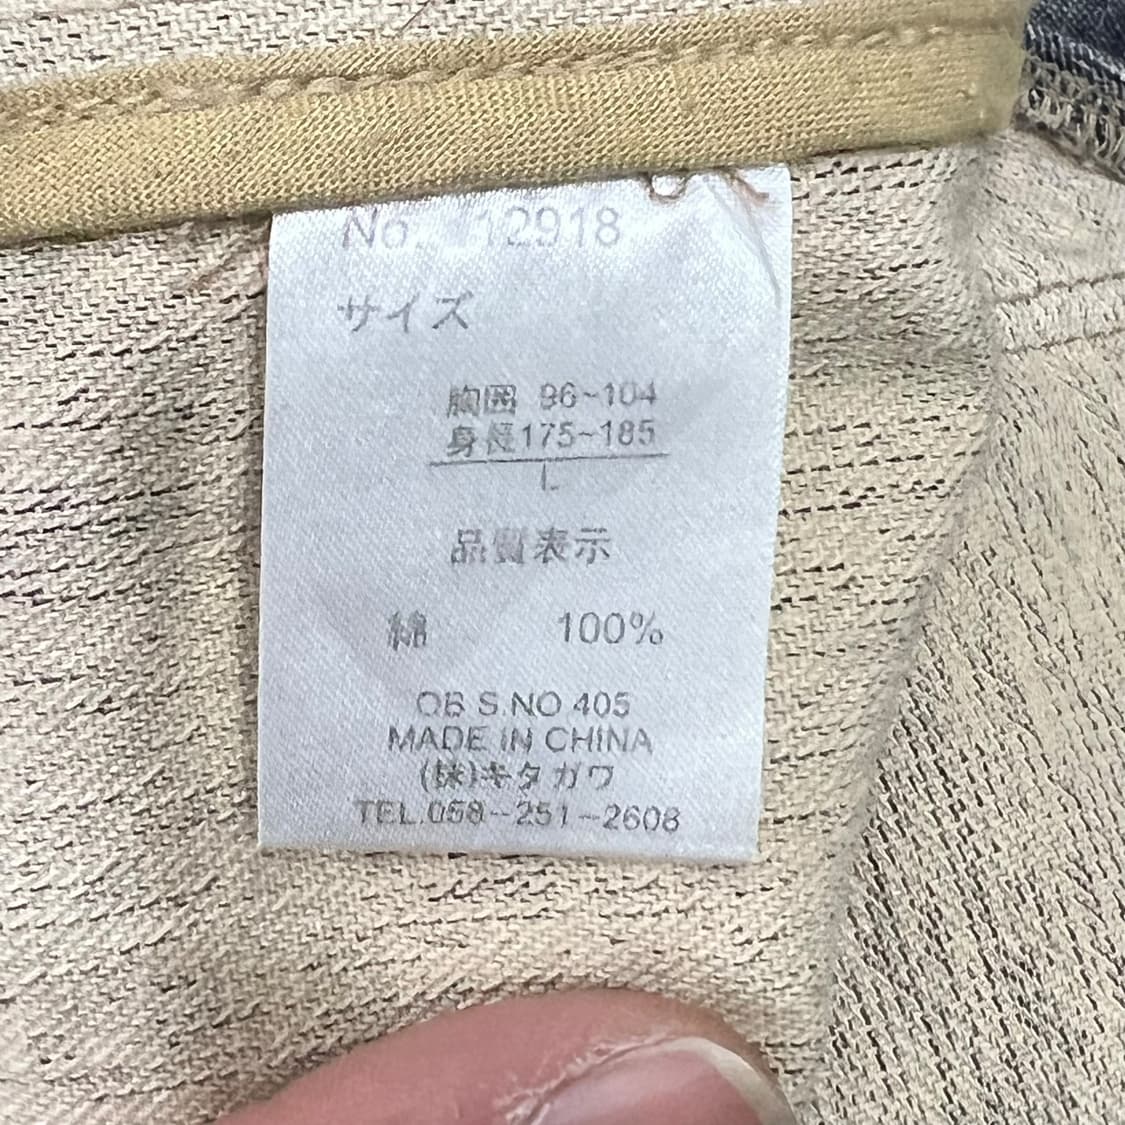 No. 12918
サイズ
胸囲 96~104
身長175~185
L
品質表示
綿 100%
QB S.NO 405
MADE IN CHINA
(株)キタガワ
TEL.058-251-2608